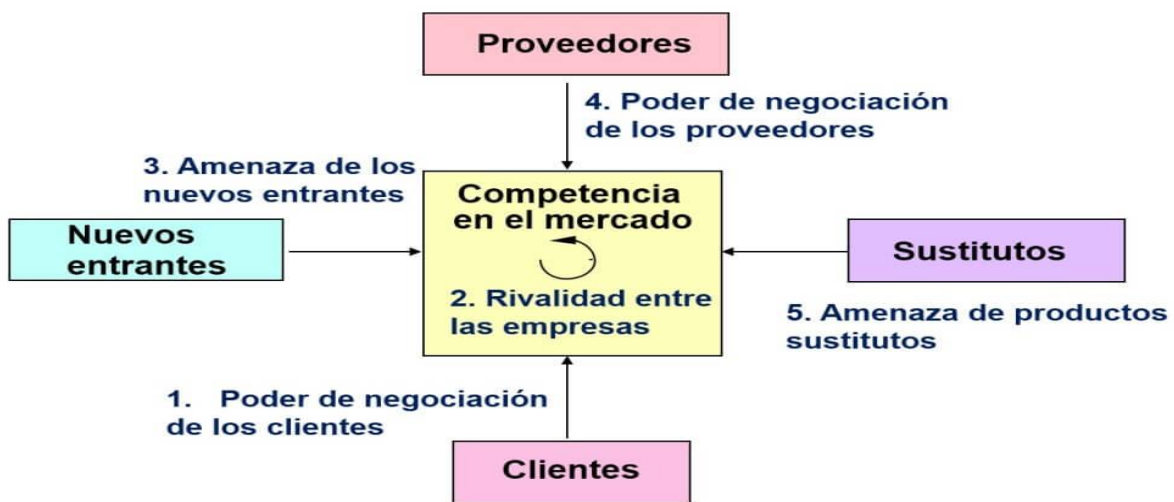 Proveedores
4. Poder de negociación
de los proveedores
3. Amenaza de los
nuevos entrantes
Competencia
en el mercado
Nuevos
entrantes
Sustitutos
2. Rivalidad entre
las empresas
5. Amenaza de productos
sustitutos
1. Poder de negociación
de los clientes
Clientes